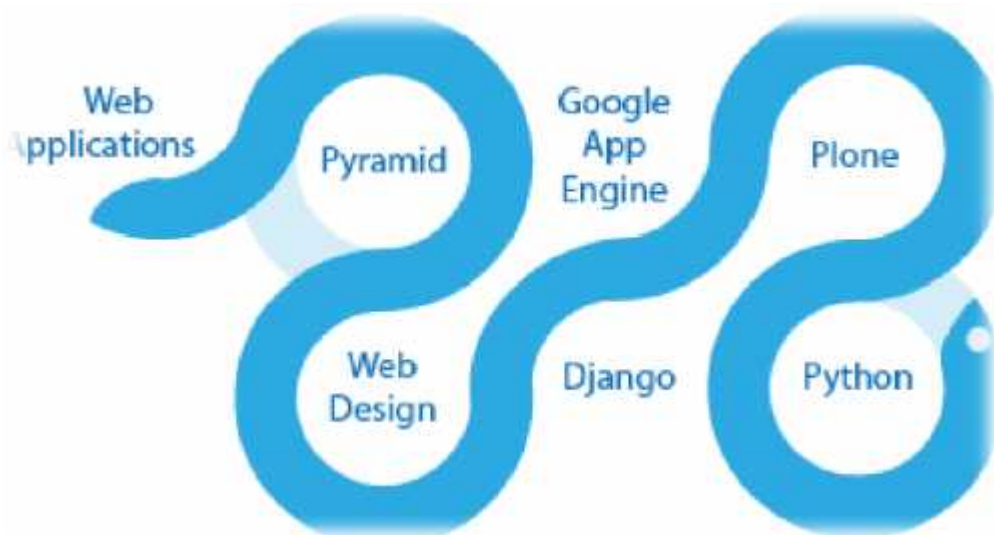 Web
Applications
Pyramid
Google
App
Engine
Plone
Web
Design
Django
Python